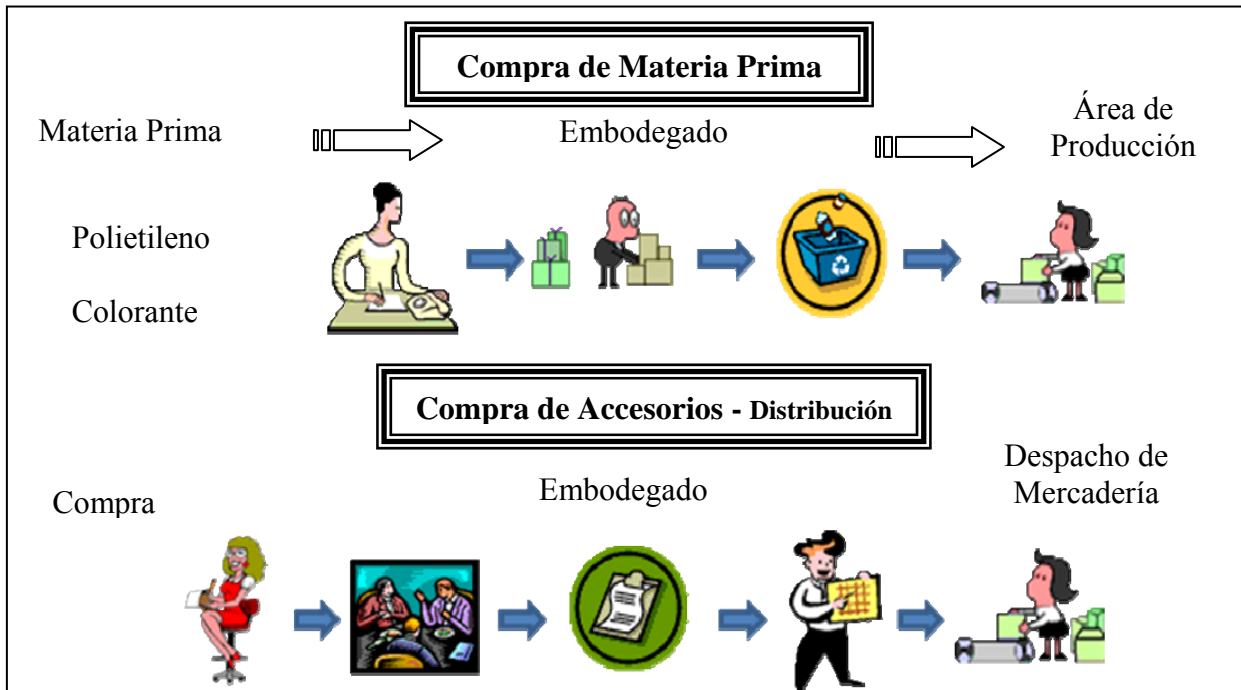 Compra de Materia Prima
Materia Prima
Embodegado
Área de
Producción
Polietileno
Colorante
Compra de Accesorios - Distribución
Compra
Embodegado
Despacho de
Mercadería